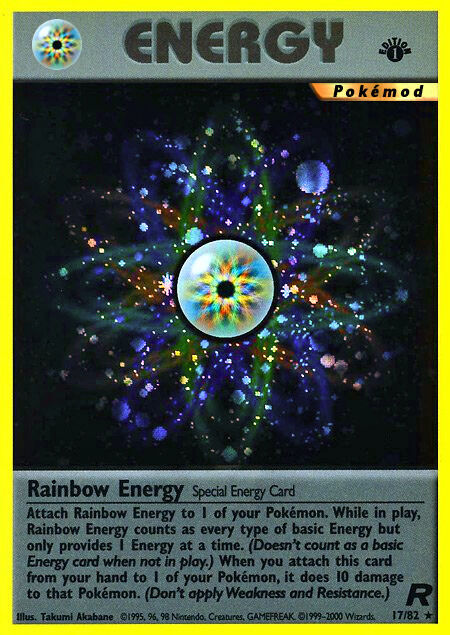 ENERGY
EDITION
1
Pokémod
Rainbow Energy Special Energy Card
Attach Rainbow Energy to 1 of your Pokémon. While in play,
Rainbow Energy counts as every type of basic Energy but
only provides 1 Energy at a time. (Doesn't count as a basic
Energy card when not in play.) When you attach this card
from your hand to 1 of your Pokémon, it does 10 damage
to that Pokémon. (Don't apply Weakness and Resistance.)
R
Illus. Takumi Akabane ©1995, 96, 98 Nintendo, Creatures, GAMEFREAK. ©1999-2000 Wizards. 17/82 ★